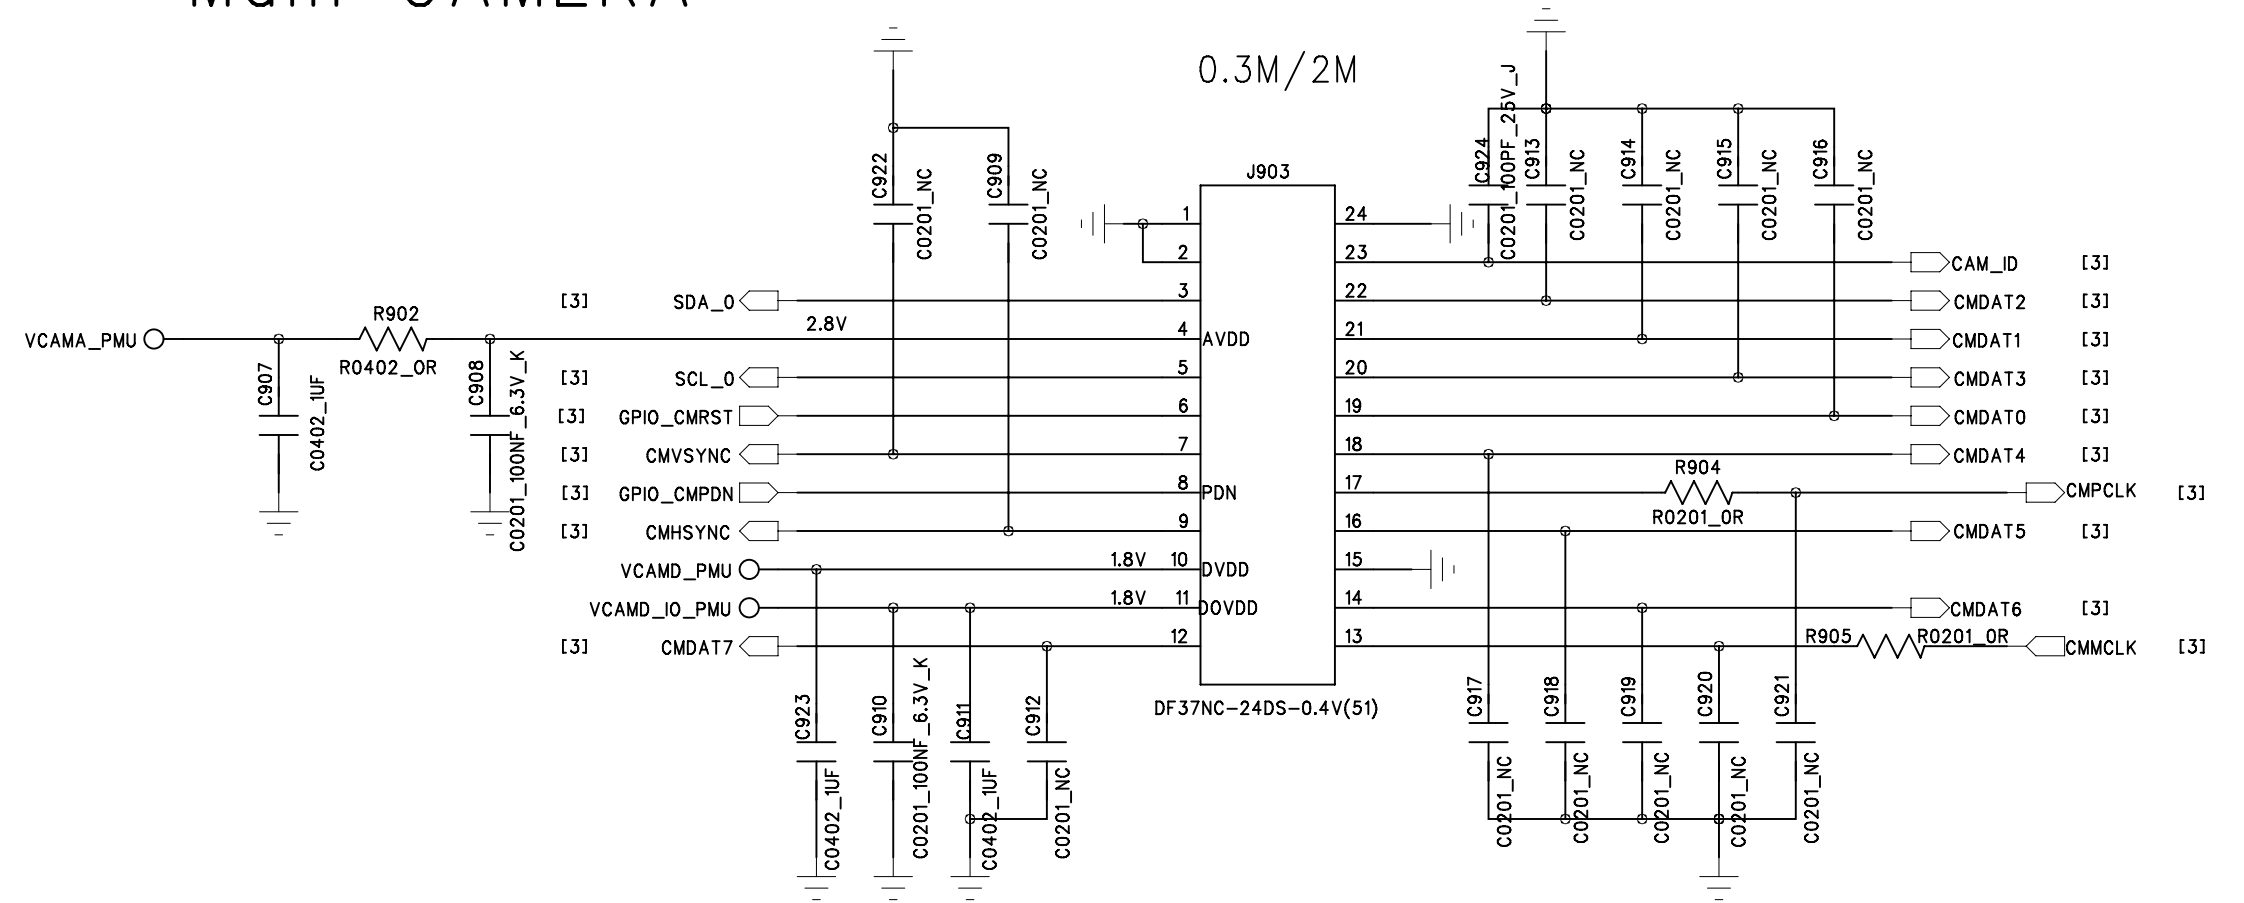 CAMERA
0.3M/2M
J903
C922
C0201_NC
C909
C0201_NC
C924
C0201_100PF_25V_J
C913
C0201_NC
C914
C0201_NC
C915
C0201_NC
C916
C0201_NC
1
24
2
23
CAM_ID [3]
[3] SDA_0
3
22
CMDAT2 [3]
VCAMA_PMU
R902
R0402_0R
2.8V
4
AVDD
21
CMDAT1 [3]
C907
C0402_1UF
C908
C0201_100NF_6.3V_K
[3] SCL_0
5
20
CMDAT3 [3]
[3] GPIO_CMRST
6
19
CMDAT0 [3]
[3] CMVSYNC
7
18
CMDAT4 [3]
[3] GPIO_CMPDN
8
PDN
17
R904
R0201_0R
CMPCLK [3]
[3] CMHSYNC
9
16
CMDAT5 [3]
VCAMD_PMU
1.8V
10
DVDD
15
VCAMD_IO_PMU
1.8V
11
DOVDD
14
CMDAT6 [3]
[3] CMDAT7
12
13
R905
R0201_0R
CMMCLK [3]
DF37NC-24DS-0.4V(51)
C923
C0402_1UF
C910
C0201_100NF_6.3V_K
C911
C0402_1UF
C912
C0201_NC
C917
C0201_NC
C918
C0201_NC
C919
C0201_NC
C920
C0201_NC
C921